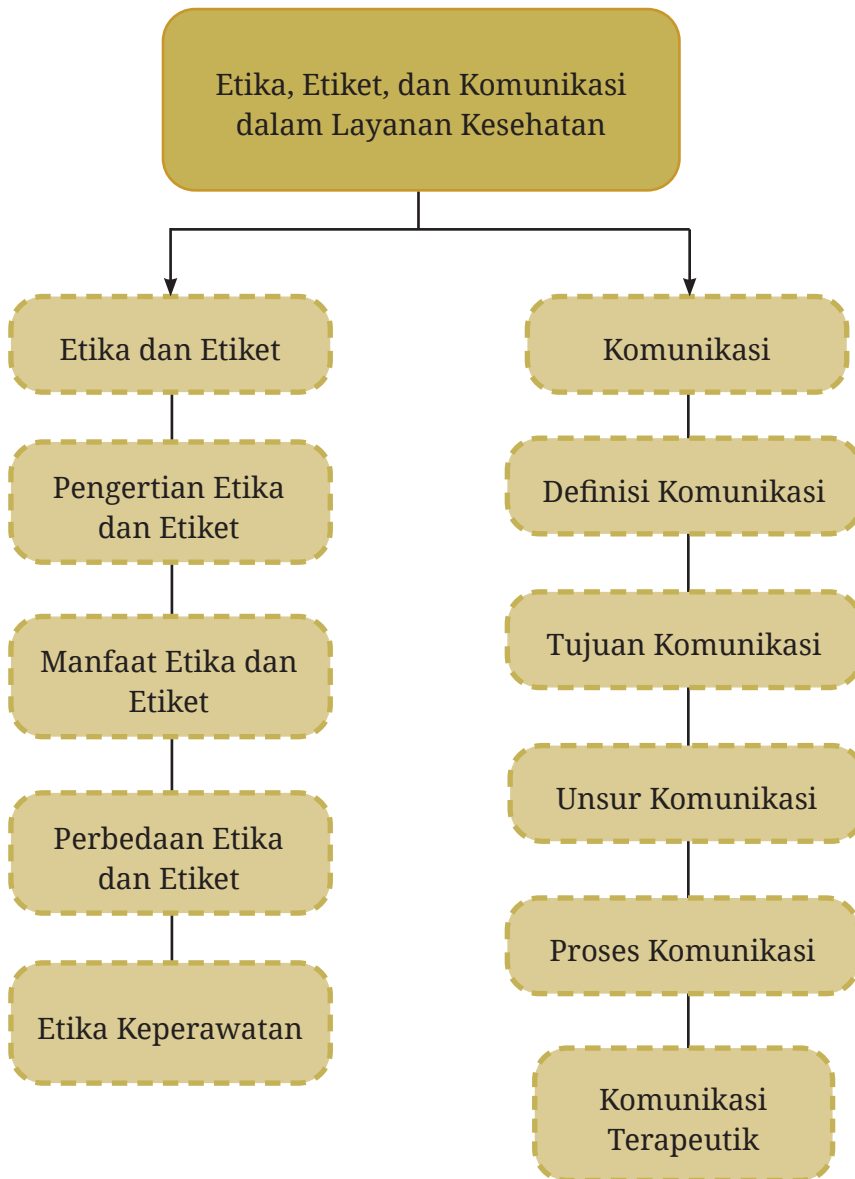 Etika, Etiket, dan Komunikasi
dalam Layanan Kesehatan
Etika dan Etiket
Pengertian Etika
dan Etiket
Manfaat Etika dan
Etiket
Perbedaan Etika
dan Etiket
Etika Keperawatan
Komunikasi
Definisi Komunikasi
Tujuan Komunikasi
Unsur Komunikasi
Proses Komunikasi
Komunikasi
Terapeutik